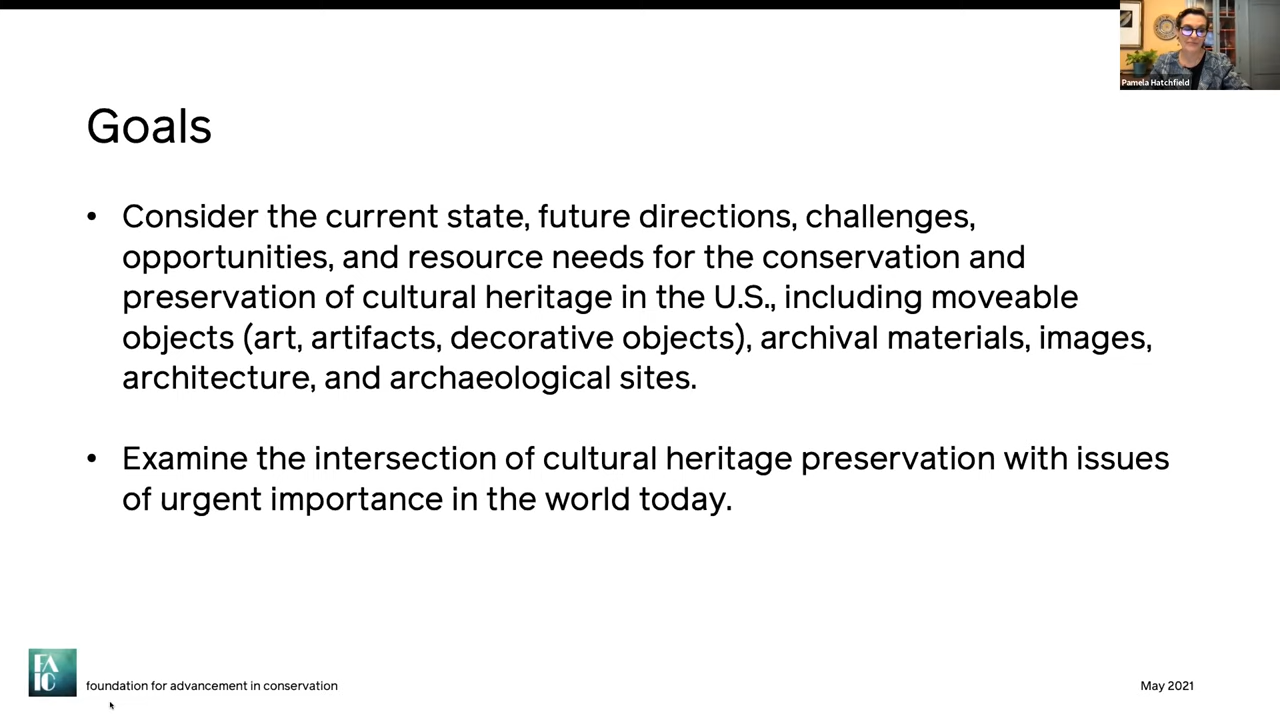 Pamela Hatchfield
Goals
• Consider the current state, future directions, challenges,
opportunities, and resource needs for the conservation and
preservation of cultural heritage in the U.S., including moveable
objects (art, artifacts, decorative objects), archival materials, images,
architecture, and archaeological sites.
• Examine the intersection of cultural heritage preservation with issues
of urgent importance in the world today.
FA
IC
foundation for advancement in conservation
May 2021